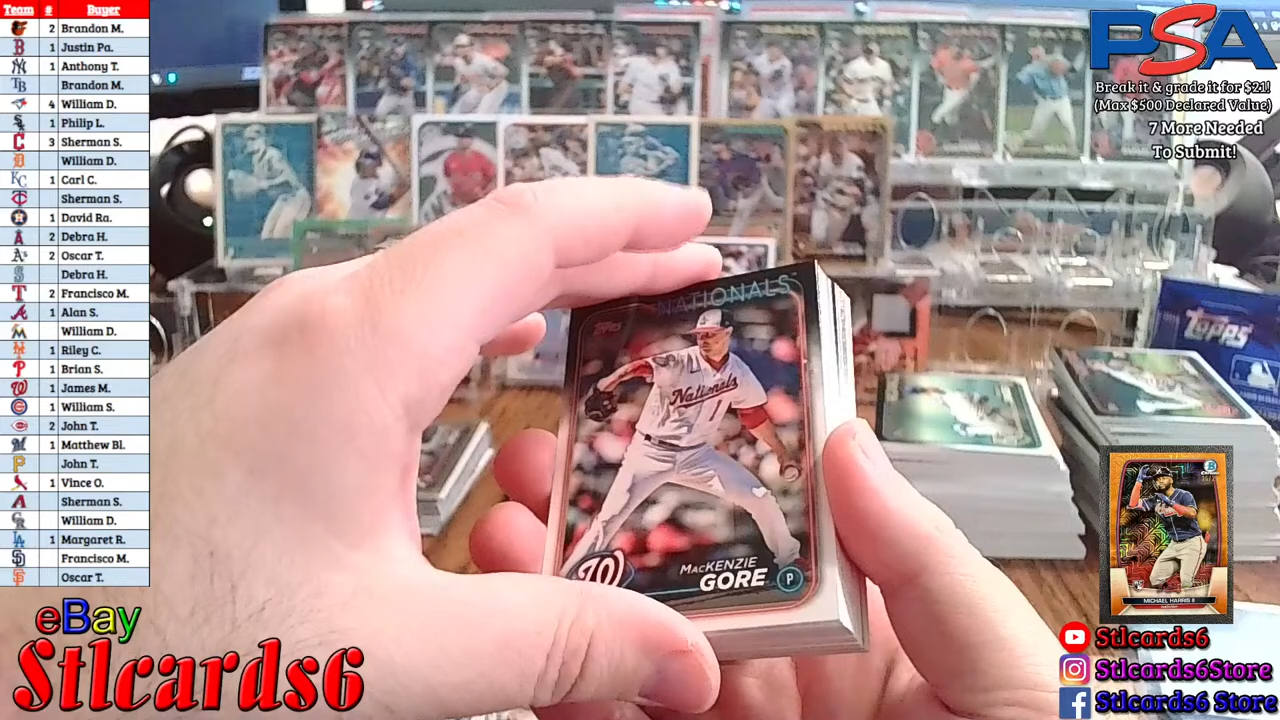 Team # Buyer
2 Brandon M.
1 Justin Pa.
1 Anthony T.
Brandon M.
4 William D.
1 Philip L.
3 Sherman S.
William D.
1 Carl C.
Sherman S.
1 David Ra.
2 Debra H.
2 Oscar T.
Debra H.
2 Francisco M.
1 Alan S.
William D.
1 Riley C.
1 Brian S.
1 James M.
1 William S.
2 John T.
1 Matthew Bl.
John T.
1 Vince O.
Sherman S.
William D.
1 Margaret R.
Francisco M.
Oscar T.
eBay
Stlcards6
NATIONALS
Topps
Nationals
1
MacKENZIE
GORE P
W
PSA
Break it & grade it for $21!
(Max $500 Declared Value)
7 More Needed
To Submit!
Topps
MICHAEL HARRIS II
Stlcards6
Stlcards6Store
Stlcards6 Store